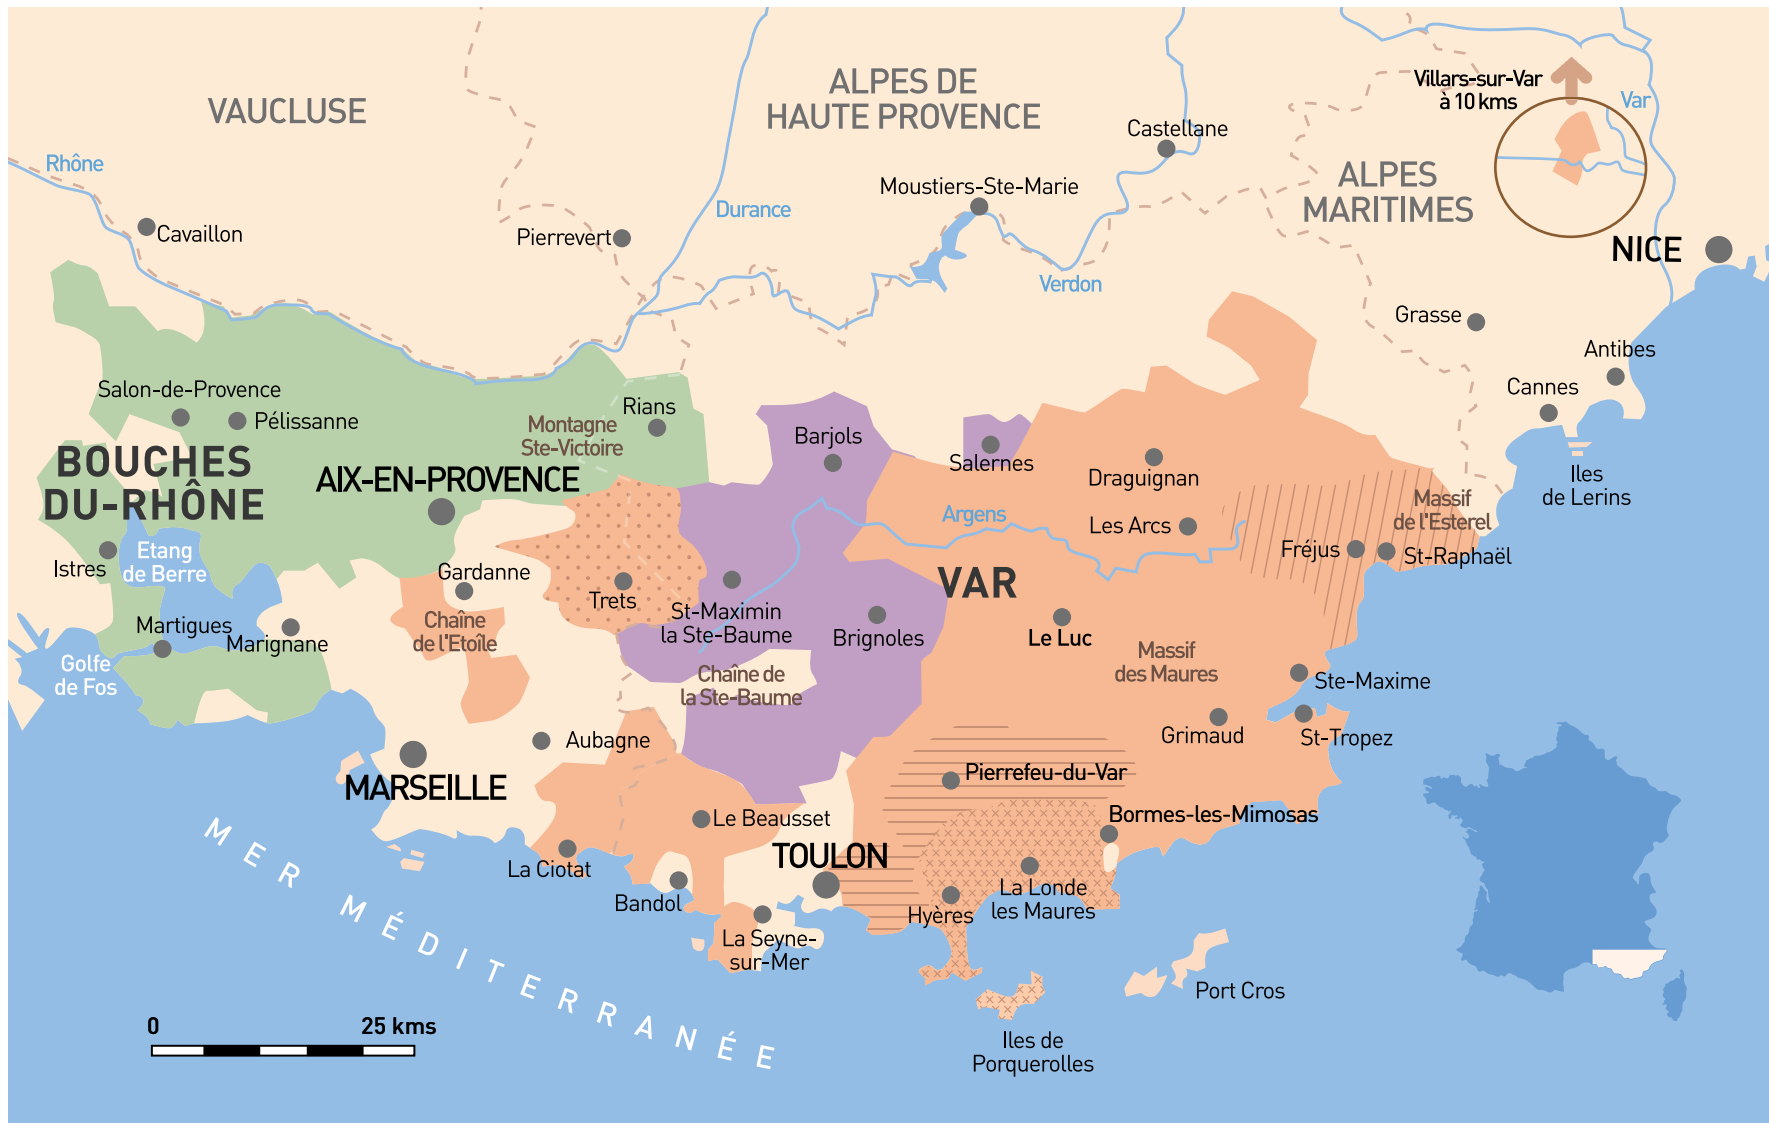 VAUCLUSE
ALPES DE
HAUTE PROVENCE
Villars-sur-Var
à 10 kms
Var
Castellane
Rhône
ALPES
MARITIMES
Moustiers-Ste-Marie
Durance
Cavaillon
Pierrevert
NICE
Verdon
Grasse
Antibes
Cannes
Salon-de-Provence
Pélissanne
Rians
Montagne
Ste-Victoire
Barjols
Salernes
Draguignan
Iles
de Lerins
BOUCHES
DU-RHÔNE
AIX-EN-PROVENCE
Massif
de l'Esterel
Argens
Les Arcs
Fréjus
St-Raphaël
Etang
de Berre
Istres
Gardanne
Trets
VAR
St-Maximin
la Ste-Baume
Brignoles
Le Luc
Chaîne
de l'Etoîle
Martigues
Marignane
Golfe
de Fos
Chaîne de
la Ste-Baume
Massif
des Maures
Ste-Maxime
Grimaud
St-Tropez
Aubagne
MARSEILLE
Pierrefeu-du-Var
Bormes-les-Mimosas
Le Beausset
TOULON
La Ciotat
Bandol
La Londe
les Maures
Hyères
La Seyne-
sur-Mer
Port Cros
Iles de
Porquerolles
MER MÉDITERRANÉE
0 25 kms